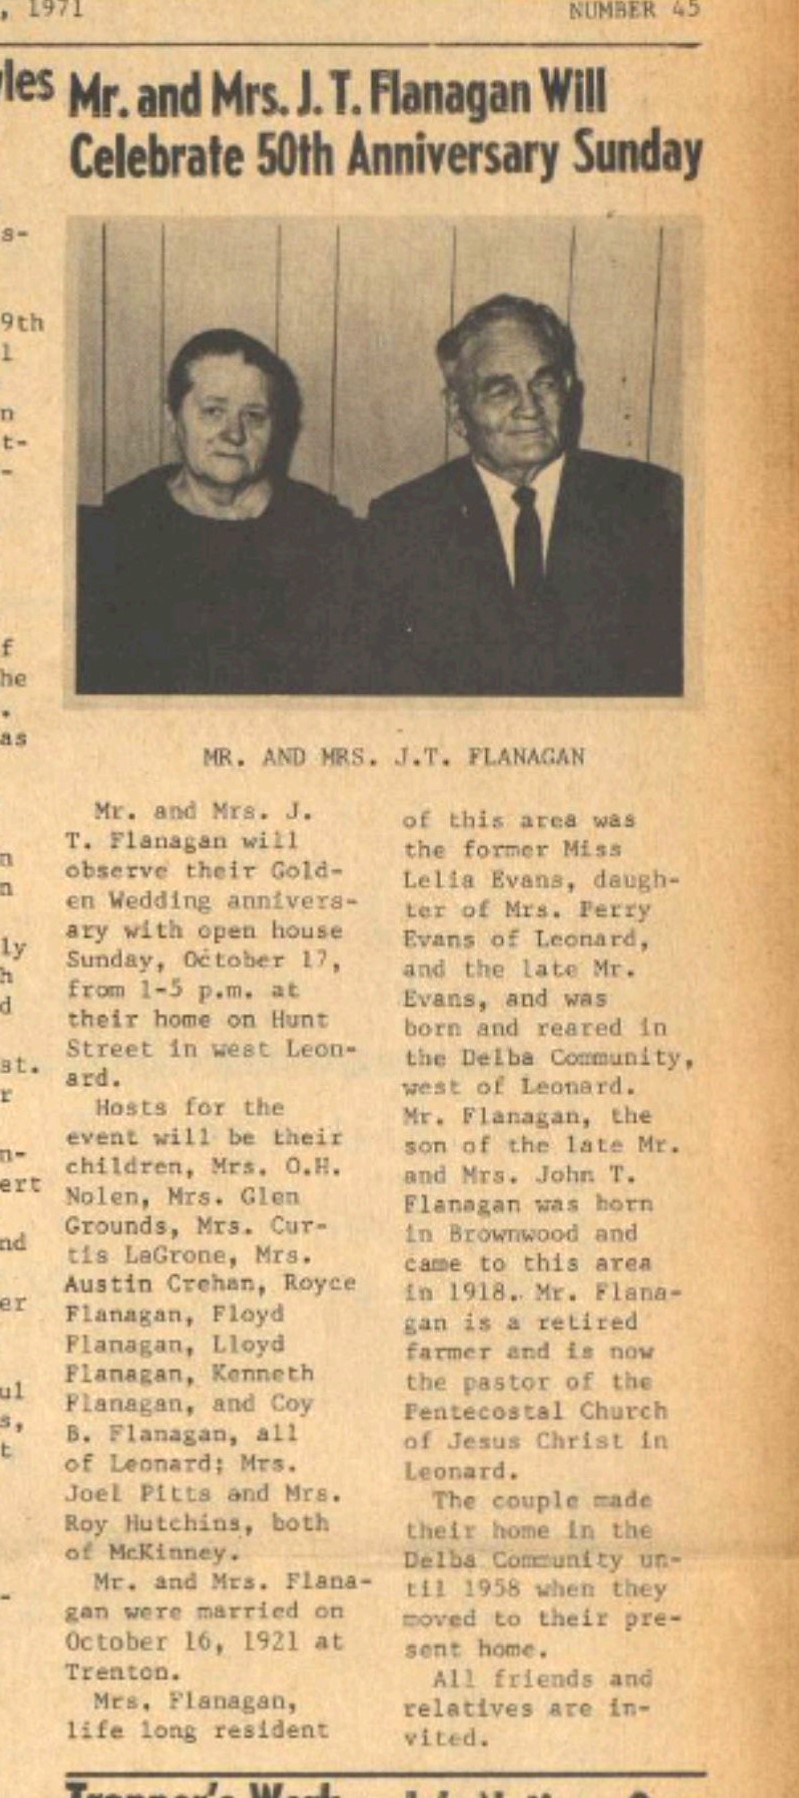 , 1971
NUMBER 45
Mr. and Mrs. J. T. Flanagan Will
Celebrate 50th Anniversary Sunday
MR. AND MRS. J.T. FLANAGAN
Mr. and Mrs. J.
T. Flanagan will
observe their Gold-
en Wedding annivers-
ary with open house
Sunday, October 17,
from 1-5 p.m. at
their home on Hunt
Street in west Leon-
ard.
Hosts for the
event will be their
children, Mrs. O.H.
Nolen, Mrs. Glen
Grounds, Mrs. Cur-
tis LaGrone, Mrs.
Austin Crehan, Royce
Flanagan, Floyd
Flanagan, Lloyd
Flanagan, Kenneth
Flanagan, and Coy
B. Flanagan, all
of Leonard; Mrs.
Joel Pitts and Mrs.
Roy Hutchins, both
of McKinney.
Mr. and Mrs. Flana-
gan were married on
October 16, 1921 at
Trenton.
Mrs. Flanagan,
life long resident
of this area was
the former Miss
Lelia Evans, daugh-
ter of Mrs. Perry
Evans of Leonard,
and the late Mr.
Evans, and was
born and reared in
the Delba Community,
west of Leonard.
Mr. Flanagan, the
son of the late Mr.
and Mrs. John T.
Flanagan was born
in Brownwood and
came to this area
in 1918. Mr. Flana-
gan is a retired
farmer and is now
the pastor of the
Pentecostal Church
of Jesus Christ in
Leonard.
The couple made
their home in the
Delba Community un-
til 1958 when they
moved to their pre-
sent home.
All friends and
relatives are in-
vited.